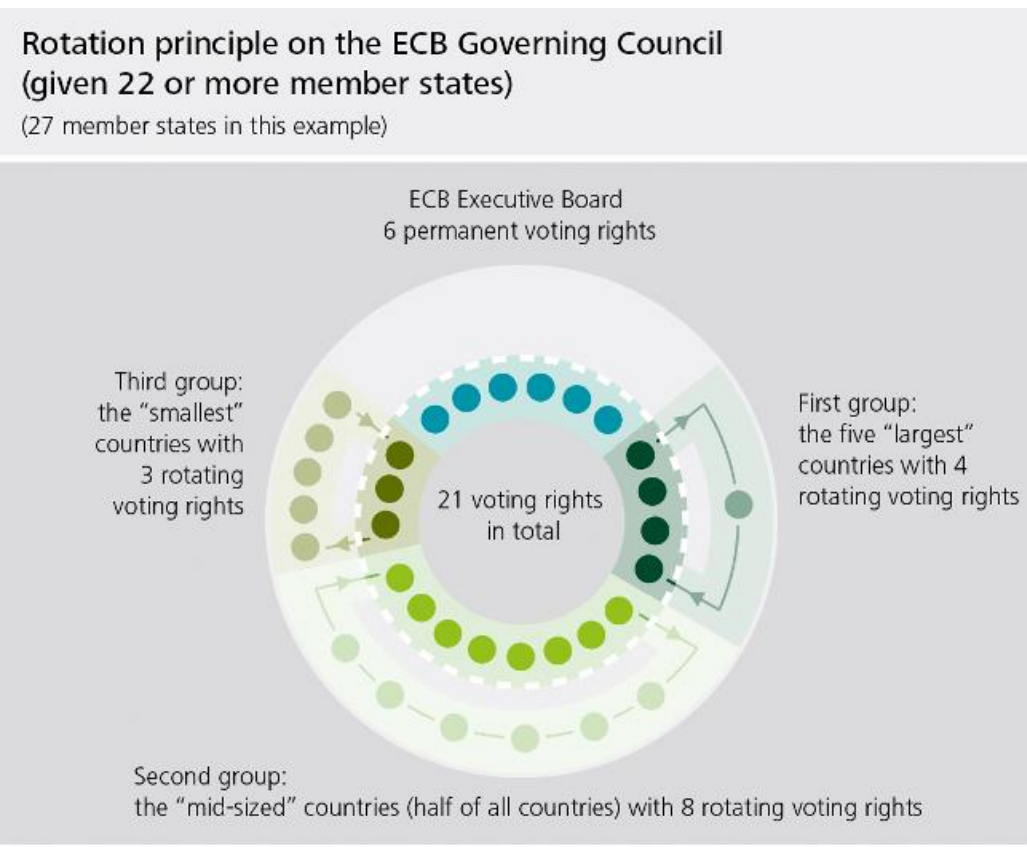 Rotation principle on the ECB Governing Council
(given 22 or more member states)
(27 member states in this example)
ECB Executive Board
6 permanent voting rights
Third group:
the “smallest”
countries with
3 rotating
voting rights
21 voting rights
in total
First group:
the five “largest”
countries with 4
rotating voting rights
Second group:
the “mid-sized” countries (half of all countries) with 8 rotating voting rights